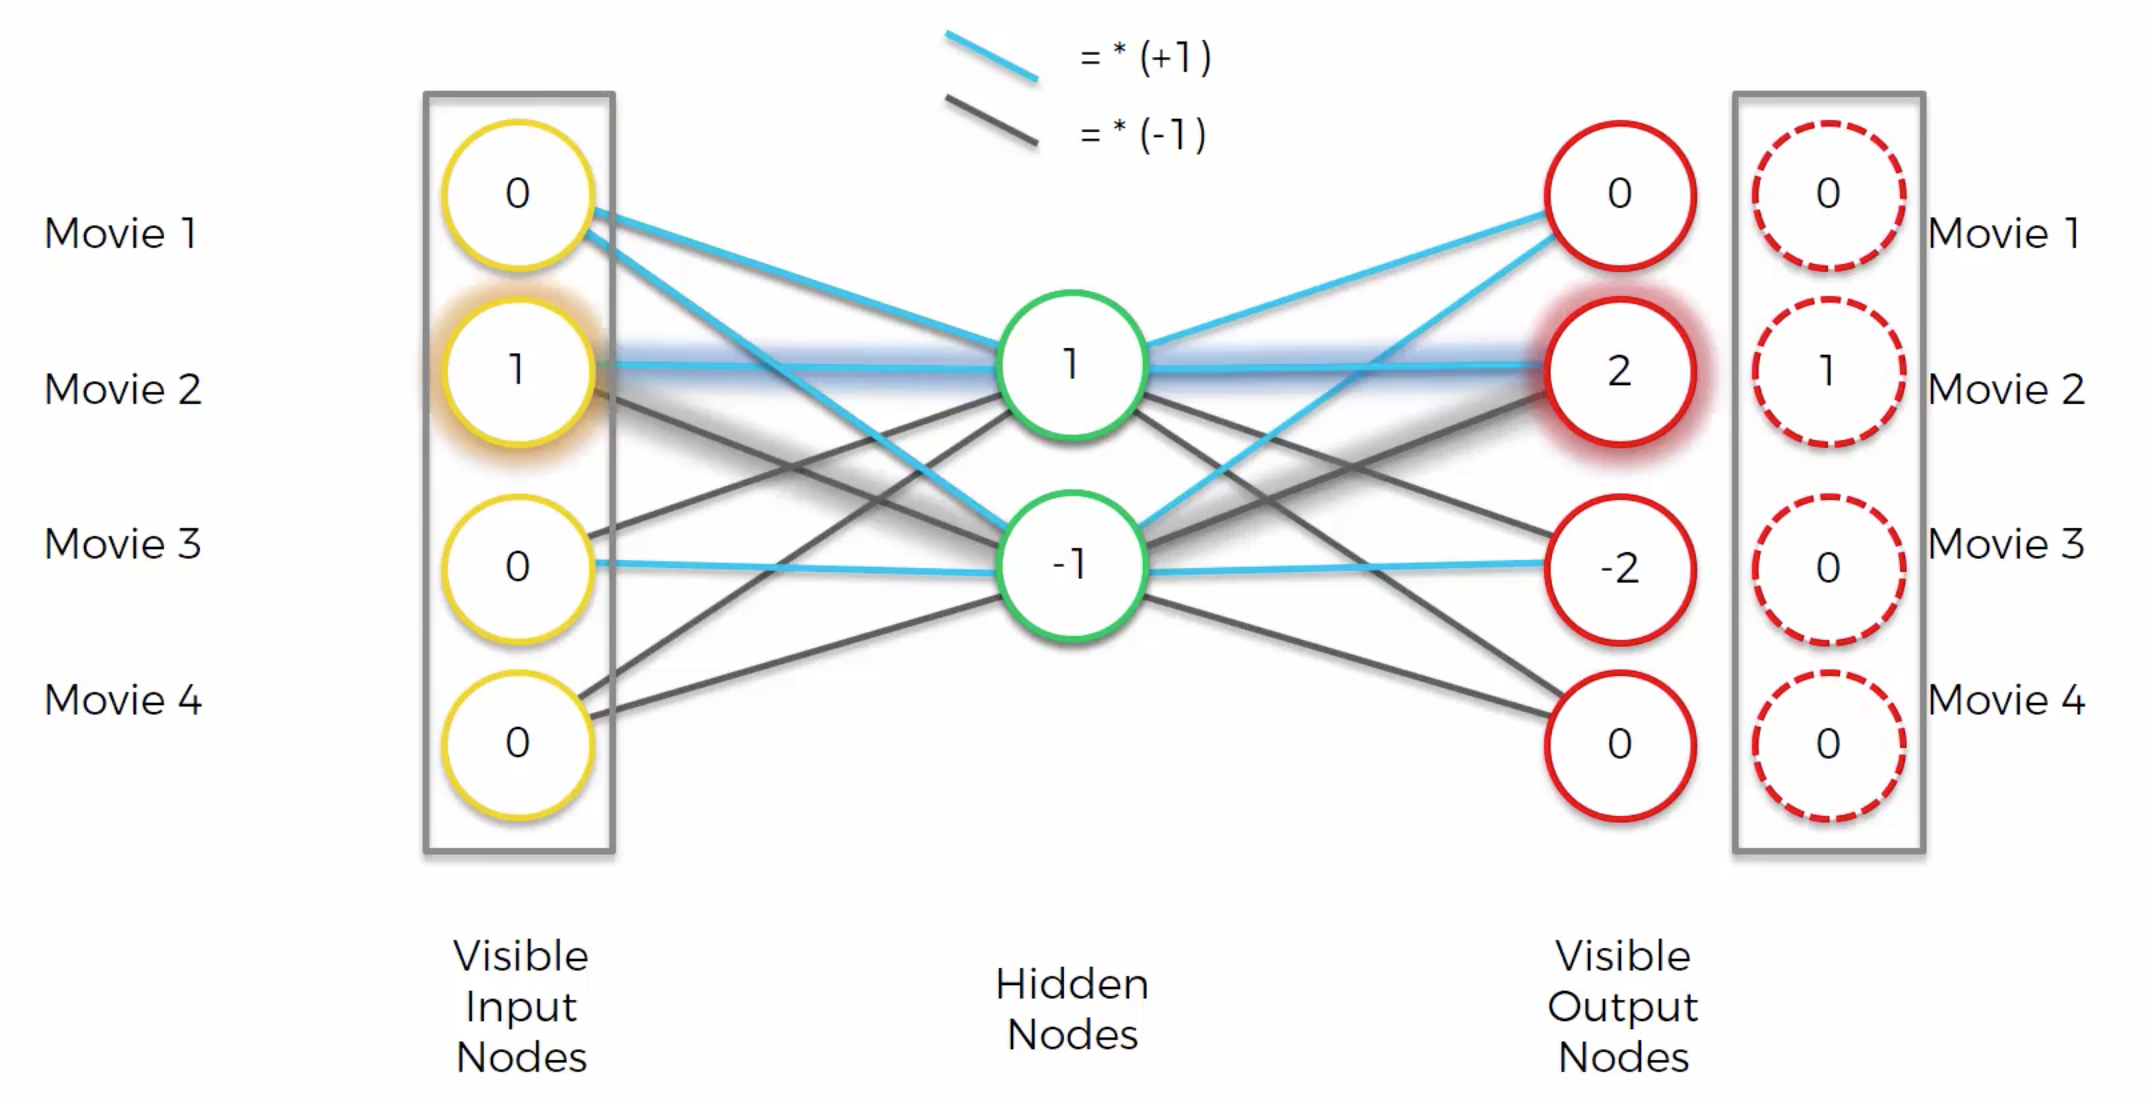 = * (+1)
= * (-1)
0
0
0
Movie 1
Movie 1
1
1
2
1
Movie 2
Movie 2
0
-1
-2
0
Movie 3
Movie 3
0
0
0
Movie 4
Movie 4
Visible
Input
Nodes
Hidden
Nodes
Visible
Output
Nodes